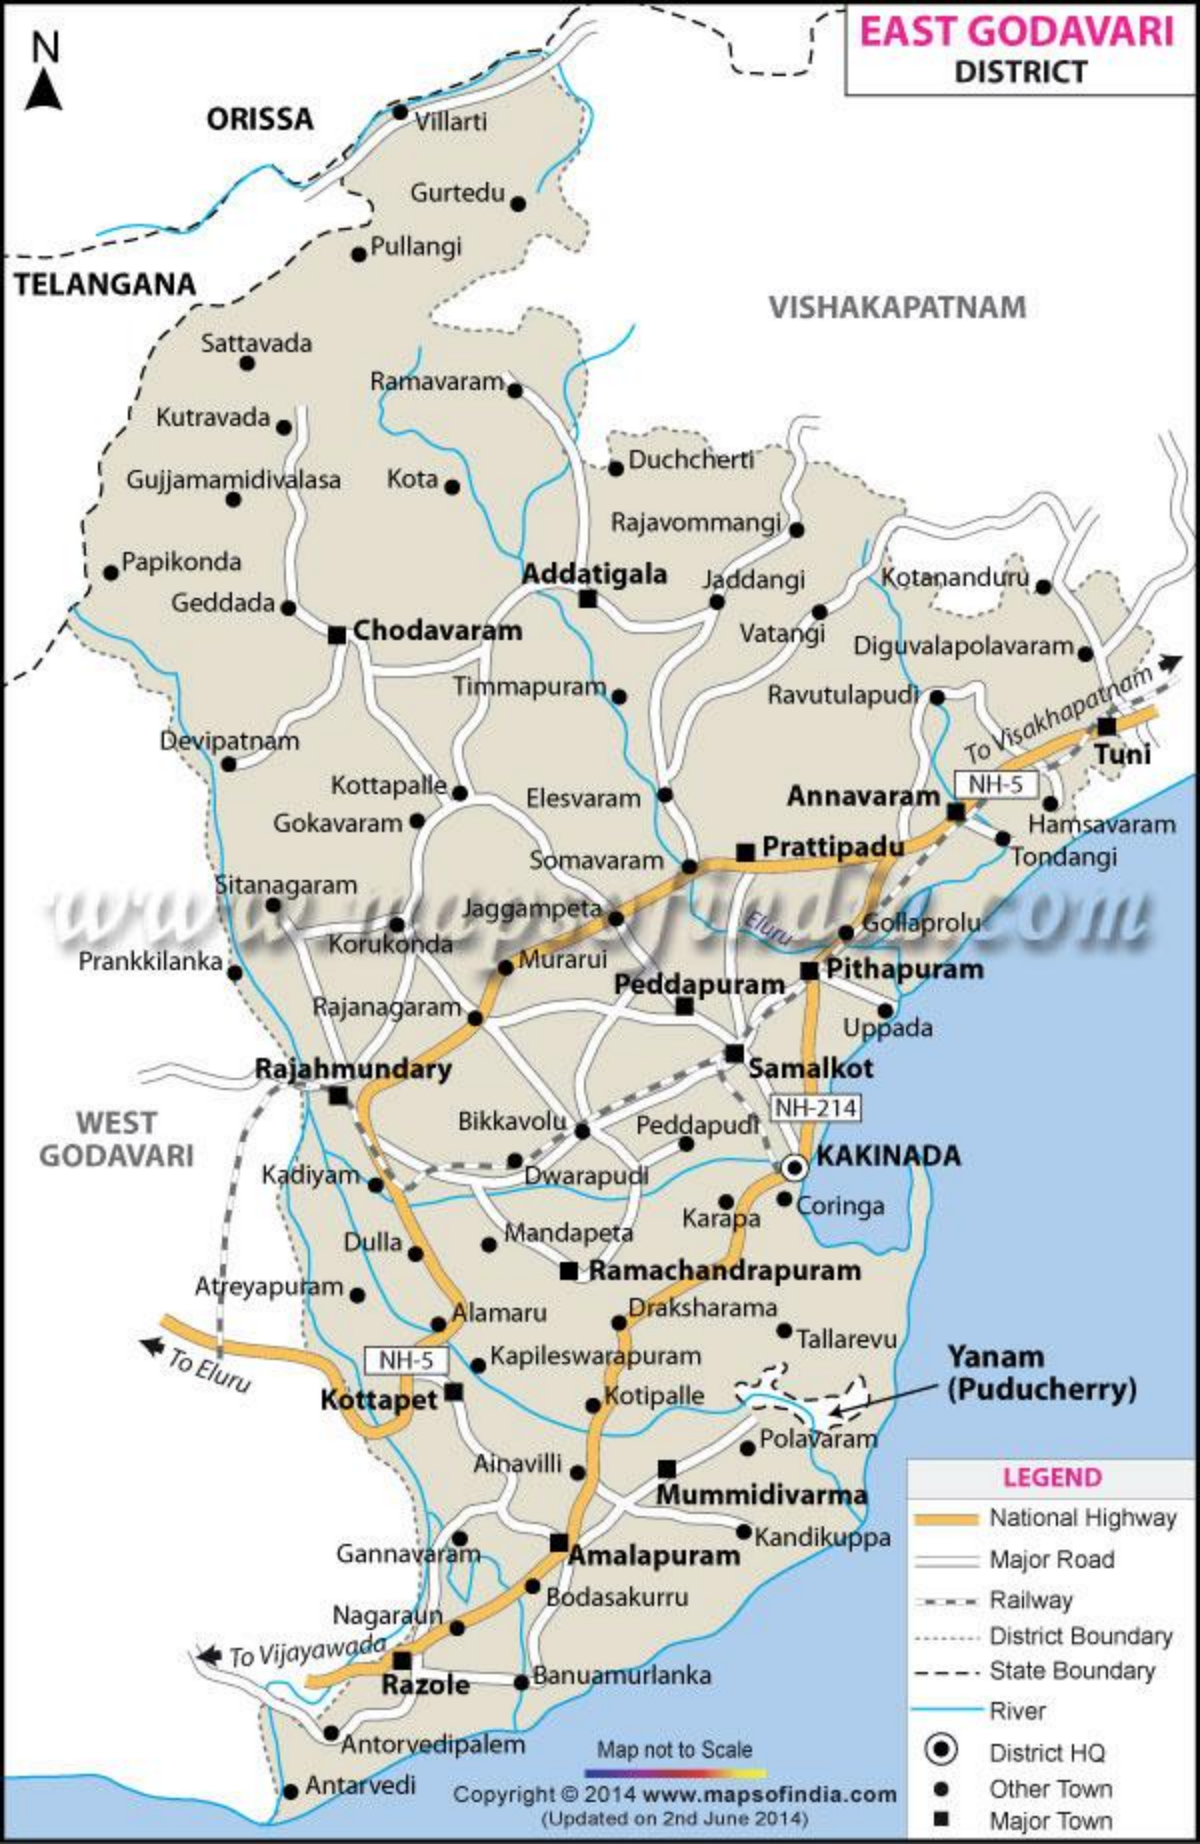 EAST GODAVARI
DISTRICT
N
ORISSA
Villarti
Gurtedu
Pullangi
TELANGANA
VISHAKAPATNAM
Sattavada
Ramavaram
Kutravada
Duchcherti
Gujjamamidivalasa
Kota
Rajavommangi
Papikonda
Addatigala
Jaddangi
Kotananduru
Geddada
Chodavaram
Vatangi
Diguvalapolavaram
Timmapuram
Ravutulapudi
To Visakhapatnam
Devipatnam
Tuni
Kottapalle
Elesvaram
Annavaram
NH-5
Gokavaram
Hamsavaram
Prattipadu
Somavaram
Tondangi
Sitanagaram
www.mapsofindia.com
Jaggampeta
Eluru
Gollaprolu
Korukonda
Prankkilanka
Murarui
Pithapuram
Peddapuram
Rajanagaram
Uppada
Rajahmundary
Samalkot
NH-214
WEST
GODAVARI
Bikkavolu
Peddapudi
KAKINADA
Kadiyam
Dwarapudi
Coringa
Karapa
Mandapeta
Dulla
Ramachandrapuram
Atreyapuram
Alamaru
Draksharama
Tallarevu
To Eluru
NH-5
Kapileswarapuram
Yanam
(Puducherry)
Kottapet
Kotipalle
Polavaram
Ainavilli
Mummidivarma
Kandikuppa
Gannavaram
Amalapuram
Bodasakurru
Nagaraun
To Vijayawada
Razole
Banuamurlanka
Antorvedipalem
Antarvedi
LEGEND
National Highway
Major Road
Railway
District Boundary
State Boundary
River
District HQ
Other Town
Major Town
Map not to Scale
Copyright © 2014 www.mapsofindia.com
(Updated on 2nd June 2014)